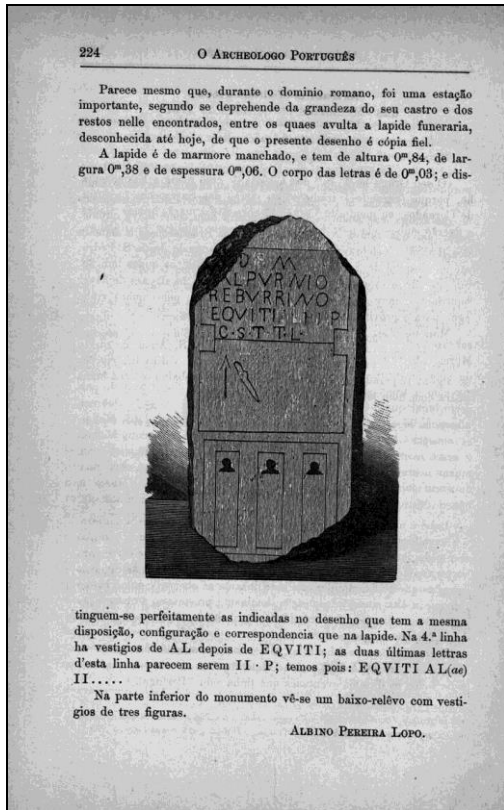 224
O ARCHEOLOGO PORTUGUÊS
Parece mesmo que, durante o dominio romano, foi uma estação
importante, segundo se deprehende da grandeza do seu castro e dos
restos nelle encontrados, entre os quaes avulta a lapide funeraria,
desconhecida até hoje, de que o presente desenho é cópia fiel.
A lapide é de marmore manchado, e tem de altura 0ᵐ,84, de lar-
gura 0ᵐ,38 e de espessura 0ᵐ,06. O corpo das letras é de 0ᵐ,03; e dis-
D M
ALPVRNIO
REBVRRINO
EQVITI
C·S·T·T·L·
tinguem-se perfeitamente as indicadas no desenho que tem a mesma
disposição, configuração e correspondencia que na lapide. Na 4.ª linha
ha vestigios de AL depois de EQVITI; as duas últimas lettras
d'esta linha parecem serem II · P; temos pois: EQVITI AL(ae)
II.....
Na parte inferior do monumento vê-se um baixo-relêvo com vesti-
gios de tres figuras.
ALBINO PEREIRA LOPO.